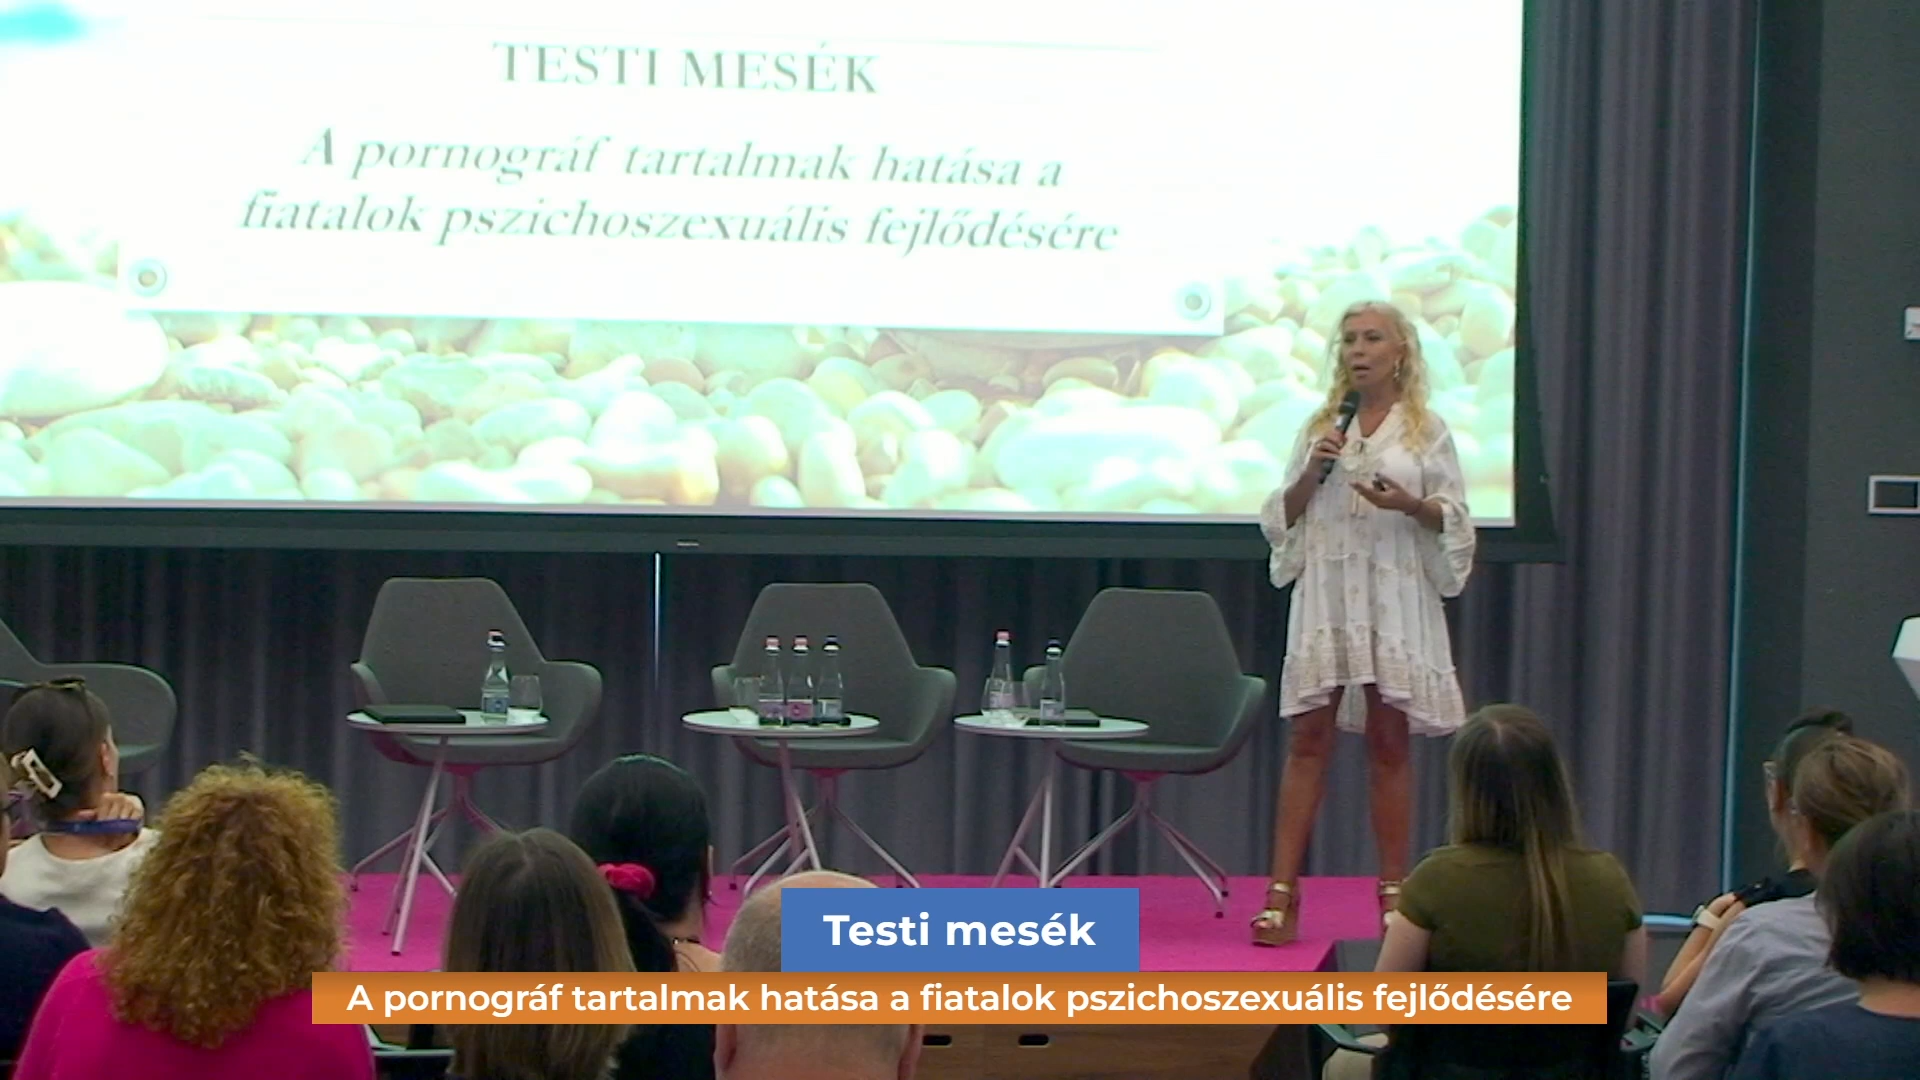 TESTI MESÉK
A pornográf tartalmak hatása a
fiatalok pszichoszexuális fejlődésére
Testi mesék
A pornográf tartalmak hatása a fiatalok pszichoszexuális fejlődésére